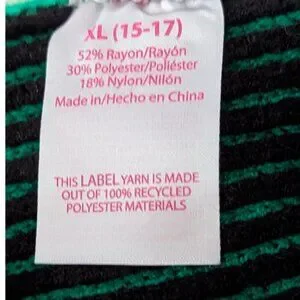 XL (15-17)
52% Rayon/Rayón
30% Polyester/Poliéster
18% Nylon/Nilón
Made in/Hecho en China
THIS LABEL YARN IS MADE
OUT OF 100% RECYCLED
POLYESTER MATERIALS